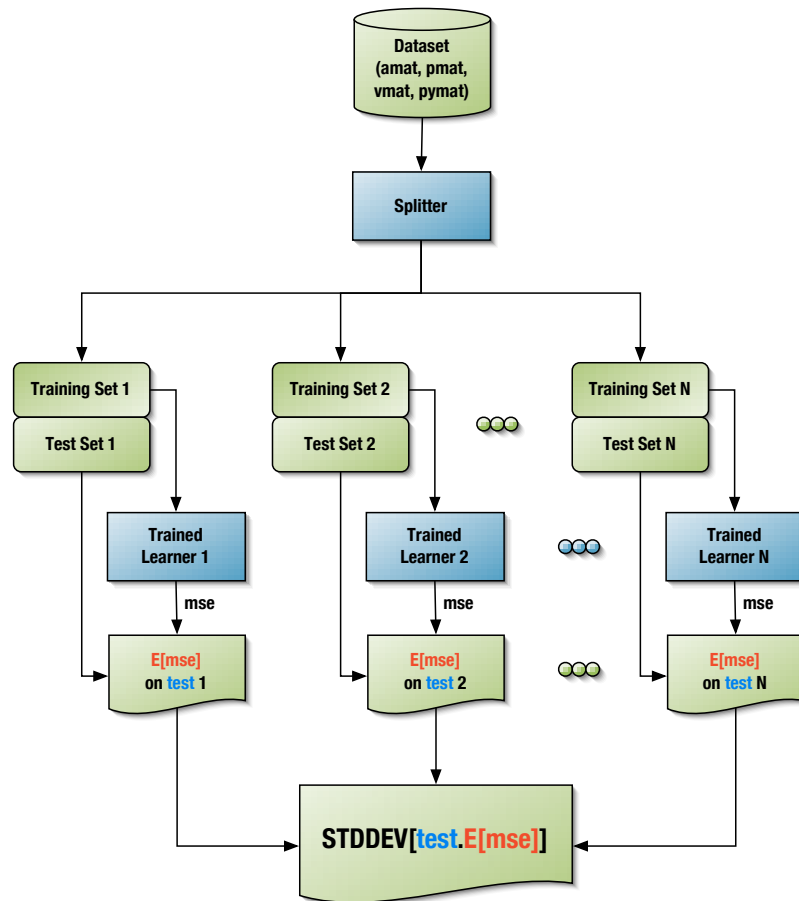 Dataset
(amat, pmat,
vmat, pymat)
Splitter
Training Set 1
Test Set 1
Training Set 2
Test Set 2
Training Set N
Test Set N
Trained
Learner 1
Trained
Learner 2
Trained
Learner N
mse
mse
mse
E[mse]
on test 1
E[mse]
on test 2
E[mse]
on test N
STDDEV[test.E[mse]]